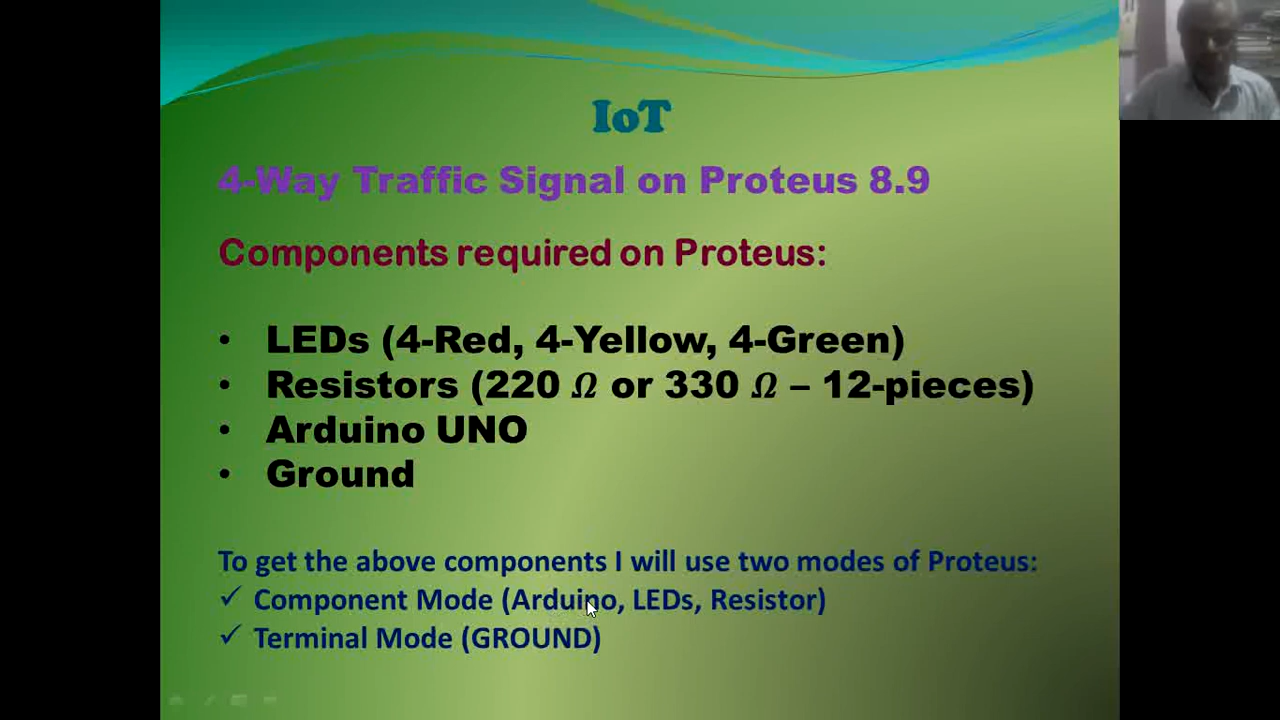 IoT
4-Way Traffic Signal on Proteus 8.9
Components required on Proteus:
• LEDs (4-Red, 4-Yellow, 4-Green)
• Resistors (220 Ω or 330 Ω – 12-pieces)
• Arduino UNO
• Ground
To get the above components I will use two modes of Proteus:
✓ Component Mode (Arduino, LEDs, Resistor)
✓ Terminal Mode (GROUND)